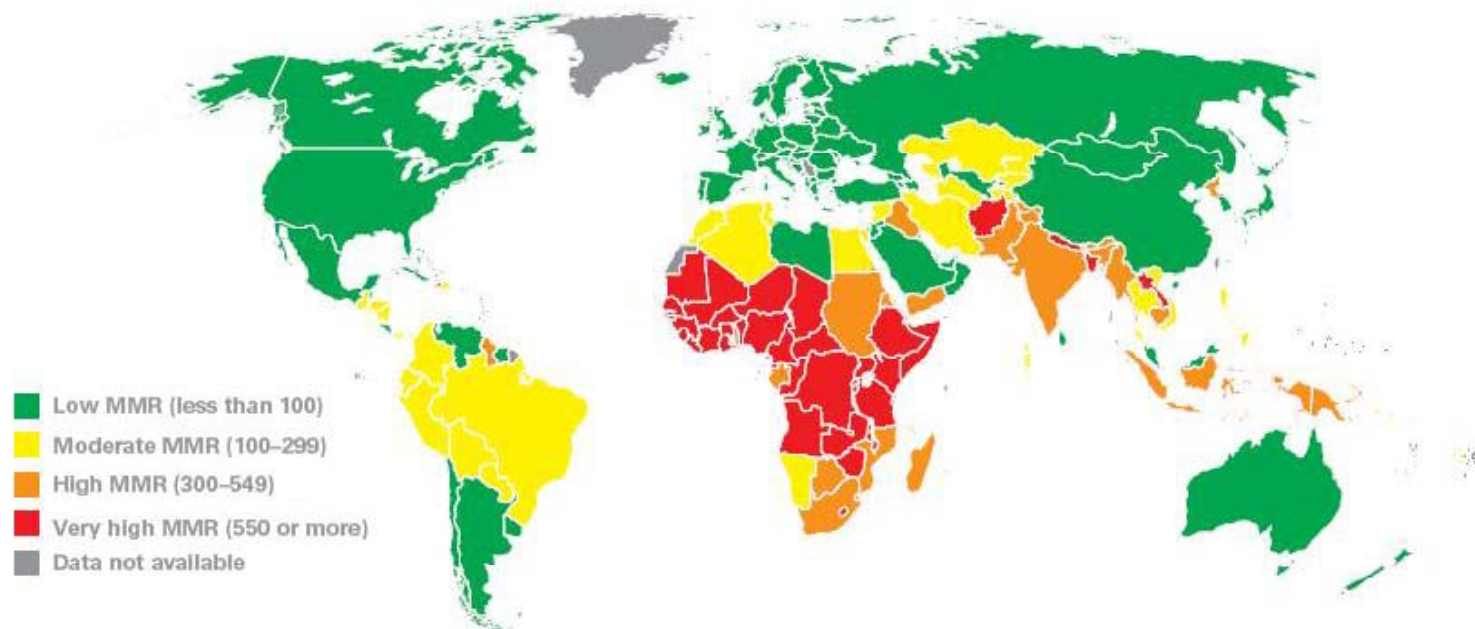 Low MMR (less than 100)
Moderate MMR (100–299)
High MMR (300–549)
Very high MMR (550 or more)
Data not available